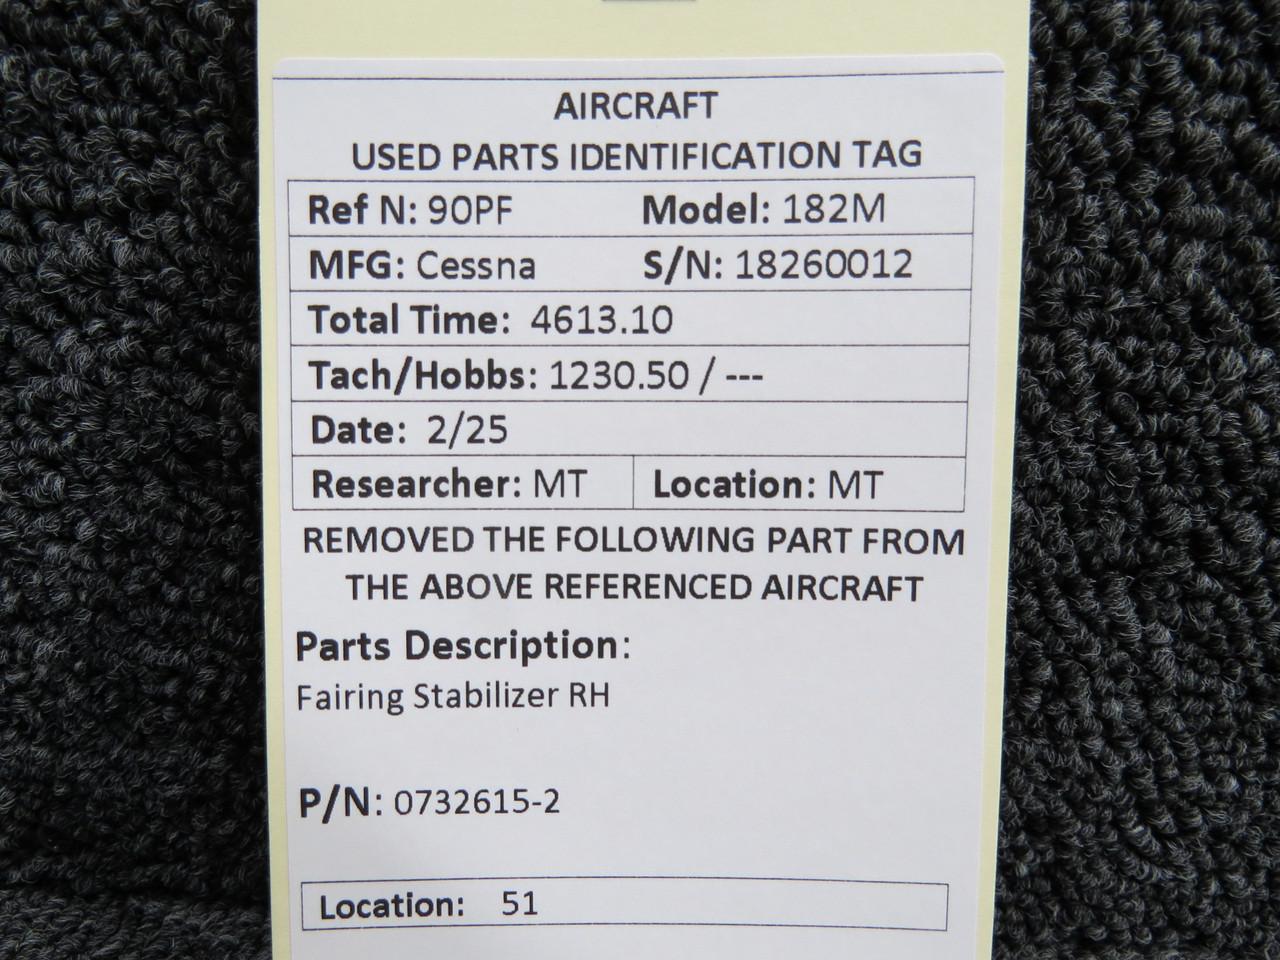 AIRCRAFT
USED PARTS IDENTIFICATION TAG
Ref N: 90PF Model: 182M
MFG: Cessna S/N: 18260012
Total Time: 4613.10
Tach/Hobbs: 1230.50 / ---
Date: 2/25
Researcher: MT Location: MT
REMOVED THE FOLLOWING PART FROM
THE ABOVE REFERENCED AIRCRAFT
Parts Description:
Fairing Stabilizer RH
P/N: 0732615-2
Location: 51